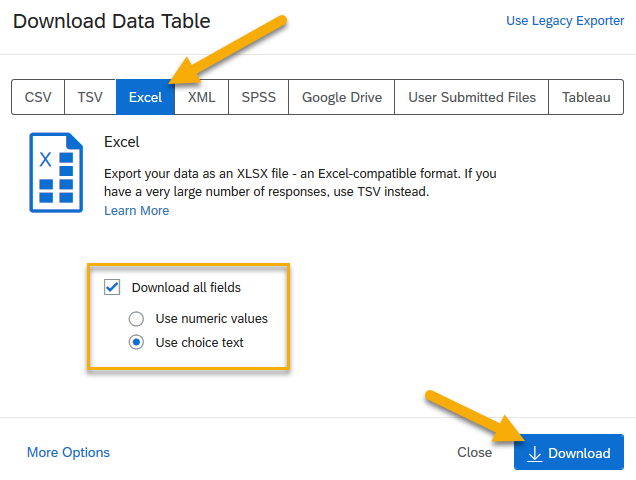 Download Data Table
Use Legacy Exporter
CSV TSV Excel XML SPSS Google Drive User Submitted Files Tableau
X
Excel
Export your data as an XLSX file - an Excel-compatible format. If you
have a very large number of responses, use TSV instead.
Learn More
Download all fields
Use numeric values
Use choice text
More Options
Close
Download